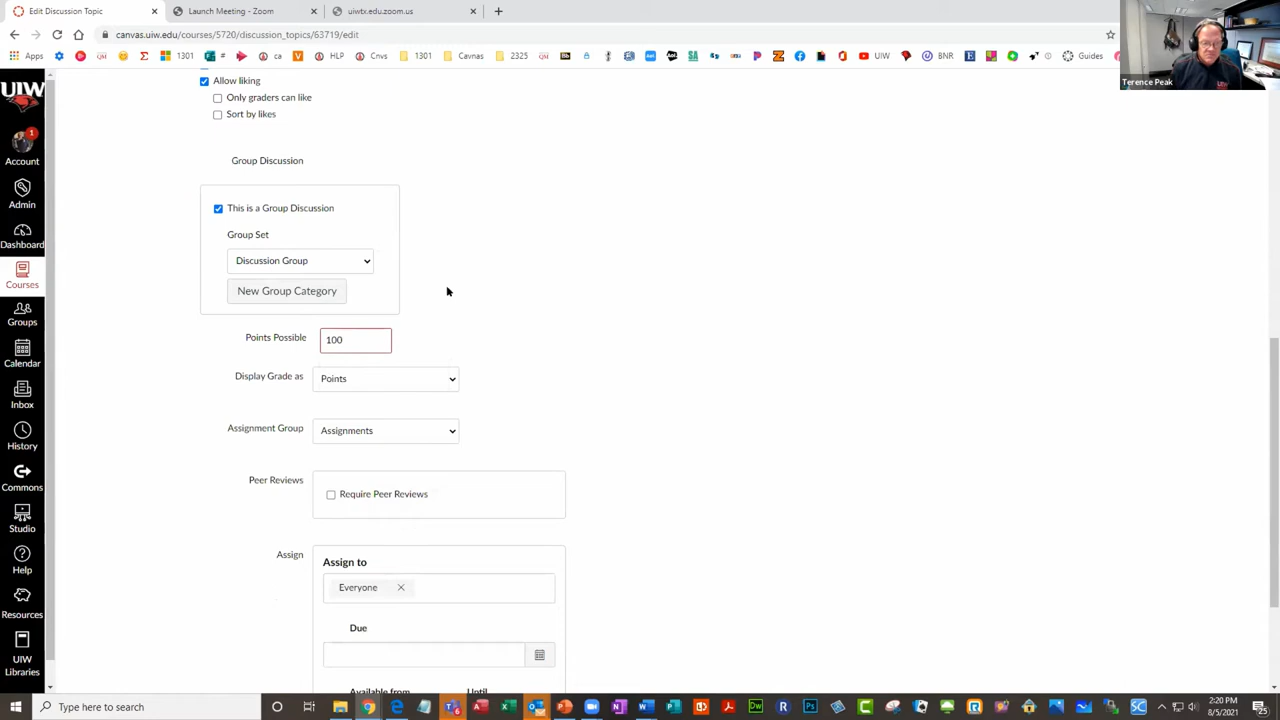 Edit Discussion Topic
Launch Meeting - Zoom
uiwtx.edu.zoom.us
canvas.uiw.edu/courses/5720/discussion_topics/63719/edit
Apps 1301 ca HLP Cnvs 1301 Cavnas 2325 UIW BNR Guides
Terence Peak
UIW
1
Account
Admin
Dashboard
Courses
Groups
Calendar
Inbox
History
Commons
Studio
Help
Resources
UIW
Libraries
Allow liking
Only graders can like
Sort by likes
Group Discussion
This is a Group Discussion
Group Set
Discussion Group
New Group Category
Points Possible 100
Display Grade as Points
Assignment Group Assignments
Peer Reviews
Require Peer Reviews
Assign
Assign to
Everyone
Due
Available from Until
Type here to search
2:20 PM
8/5/2021